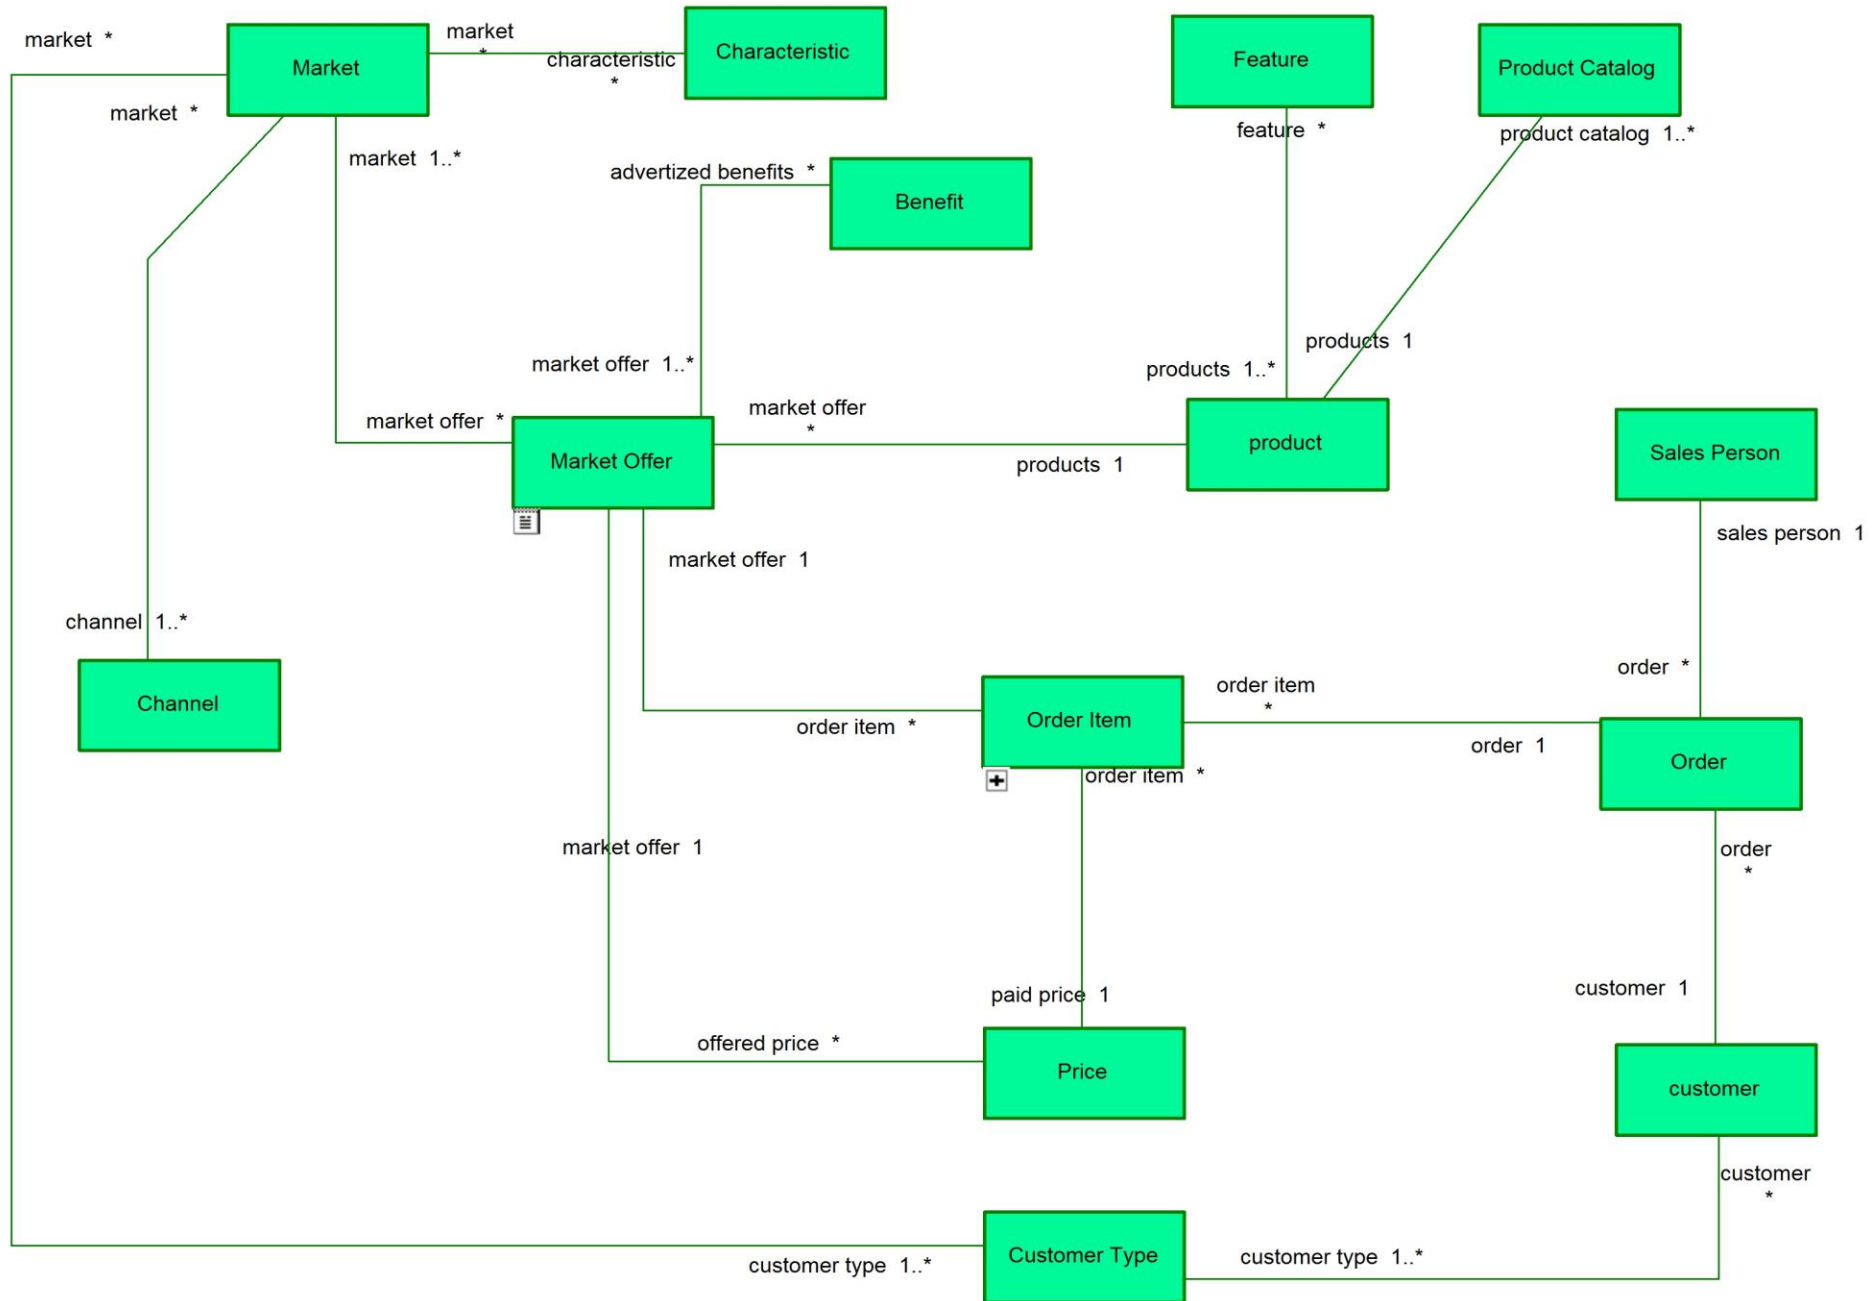 market *
Market
market
*
characteristic
*
Characteristic
Feature
Product Catalog
market *
market 1..*
feature *
product catalog 1..*
advertized benefits *
Benefit
products 1
market offer 1..*
products 1..*
market offer *
market offer
*
Market Offer
products 1
product
Sales Person
market offer 1
sales person 1
channel 1..*
Channel
order item *
Order Item
order item
*
order *
order 1
Order
order item *
market offer 1
order
*
paid price 1
customer 1
offered price *
Price
customer
customer
*
customer type 1..*
Customer Type
customer type 1..*